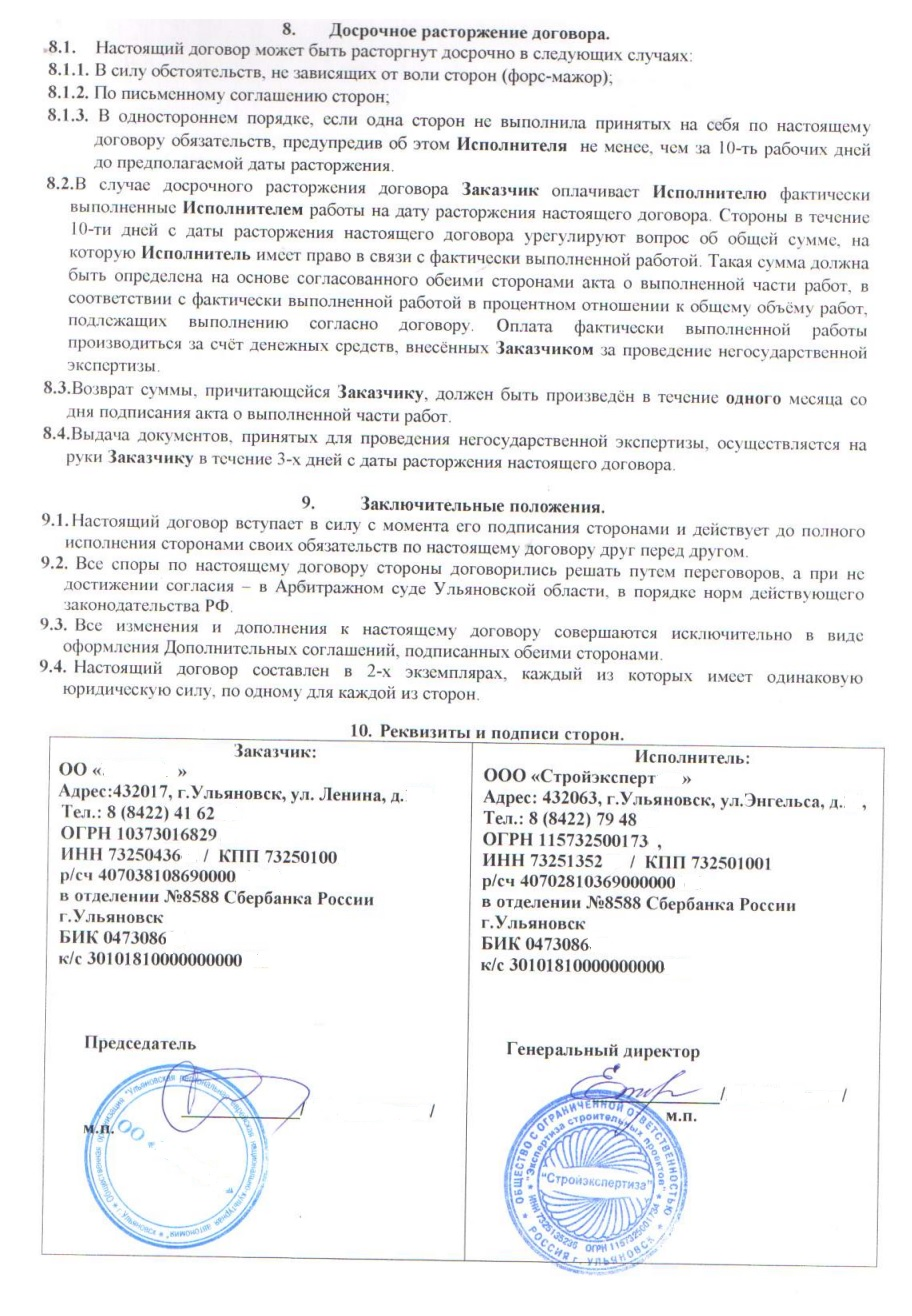 8. Досрочное расторжение договора.
8.1. Настоящий договор может быть расторгнут досрочно в следующих случаях:
8.1.1. В силу обстоятельств, не зависящих от воли сторон (форс-мажор);
8.1.2. По письменному соглашению сторон;
8.1.3. В одностороннем порядке, если одна сторон не выполнила принятых на себя по настоящему
договору обязательств, предупредив об этом Исполнителя не менее, чем за 10-ть рабочих дней
до предполагаемой даты расторжения.
8.2.В случае досрочного расторжения договора Заказчик оплачивает Исполнителю фактически
выполненные Исполнителем работы на дату расторжения настоящего договора. Стороны в течение
10-ти дней с даты расторжения настоящего договора урегулируют вопрос об общей сумме, на
которую Исполнитель имеет право в связи с фактически выполненной работой. Такая сумма должна
быть определена на основе согласованного обеими сторонами акта о выполненной части работ, в
соответствии с фактически выполненной работой в процентном отношении к общему объёму работ,
подлежащих выполнению согласно договору. Оплата фактически выполненной работы
производиться за счёт денежных средств, внесённых Заказчиком за проведение негосударственной
экспертизы.
8.3.Возврат суммы, причитающейся Заказчику, должен быть произведён в течение одного месяца со
дня подписания акта о выполненной части работ.
8.4.Выдача документов, принятых для проведения негосударственной экспертизы, осуществляется на
руки Заказчику в течение 3-х дней с даты расторжения настоящего договора.
9. Заключительные положения.
9.1. Настоящий договор вступает в силу с момента его подписания сторонами и действует до полного
исполнения сторонами своих обязательств по настоящему договору друг перед другом.
9.2. Все споры по настоящему договору стороны договорились решать путем переговоров, а при не
достижении согласия – в Арбитражном суде Ульяновской области, в порядке норм действующего
законодательства РФ.
9.3. Все изменения и дополнения к настоящему договору совершаются исключительно в виде
оформления Дополнительных соглашений, подписанных обеими сторонами.
9.4. Настоящий договор составлен в 2-х экземплярах, каждый из которых имеет одинаковую
юридическую силу, по одному для каждой из сторон.
10. Реквизиты и подписи сторон.
Заказчик:
ОО « »
Адрес:432017, г.Ульяновск, ул. Ленина, д.
Тел.: 8 (8422) 41 62
ОГРН 10373016829
ИНН 73250436 / КПП 73250100
р/сч 407038108690000
в отделении №8588 Сбербанка России
г.Ульяновск
БИК 0473086
к/с 30101810000000000
Председатель
/ /
м.п.
ОО «
»
Исполнитель:
ООО «Стройэксперт »
Адрес: 432063, г.Ульяновск, ул.Энгельса, д. ,
Тел.: 8 (8422) 79 48
ОГРН 115732500173 ,
ИНН 73251352 / КПП 732501001
р/сч 40702810369000000
в отделении №8588 Сбербанка России
г.Ульяновск
БИК 0473086
к/с 30101810000000000
Генеральный директор
/ /
м.п.
ОБЩЕСТВО С ОГРАНИЧЕННОЙ ОТВЕТСТВЕННОСТЬЮ
"Экспертиза строительных проектов"
"Стройэкспертиза"
ИНН 7325135236 ОГРН 1157325001734
РОССИЯ г. УЛЬЯНОВСК